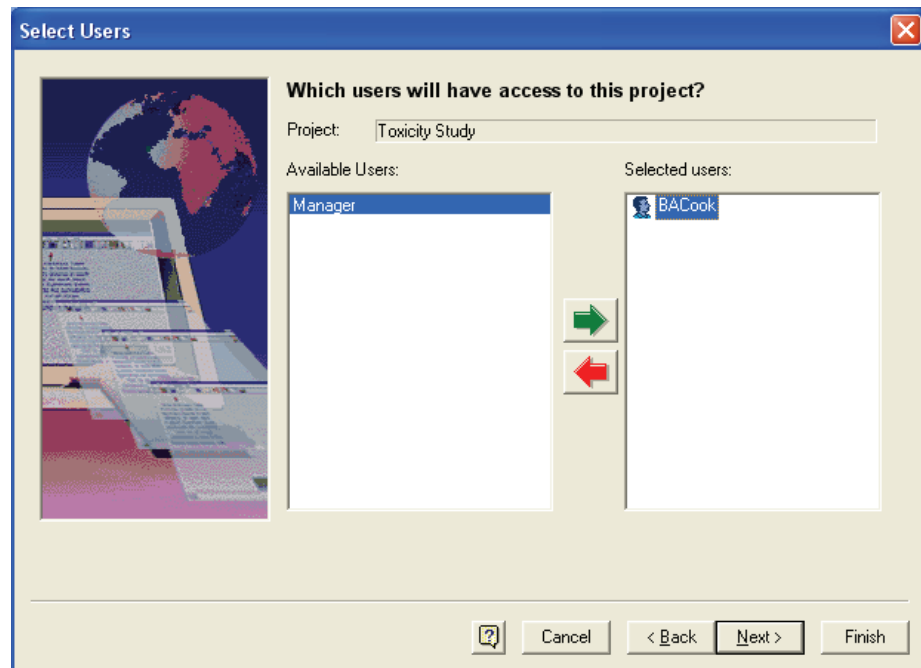 Select Users
Which users will have access to this project?
Project: Toxicity Study
Available Users: Selected users:
Manager BACook
Cancel < Back Next > Finish